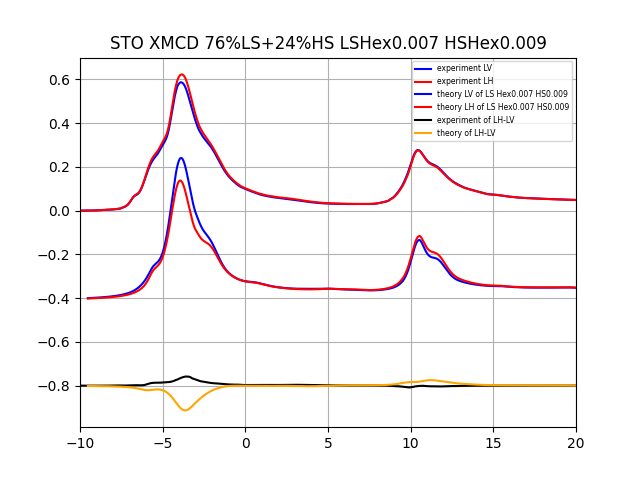 STO XMCD 76%LS+24%HS LSHex0.007 HSHex0.009
experiment LV
experiment LH
theory LV of LS Hex0.007 HS0.009
theory LH of LS Hex0.007 HS0.009
experiment of LH-LV
theory of LH-LV
0.6
0.4
0.2
0.0
−0.2
−0.4
−0.6
−0.8
−10 −5 0 5 10 15 20